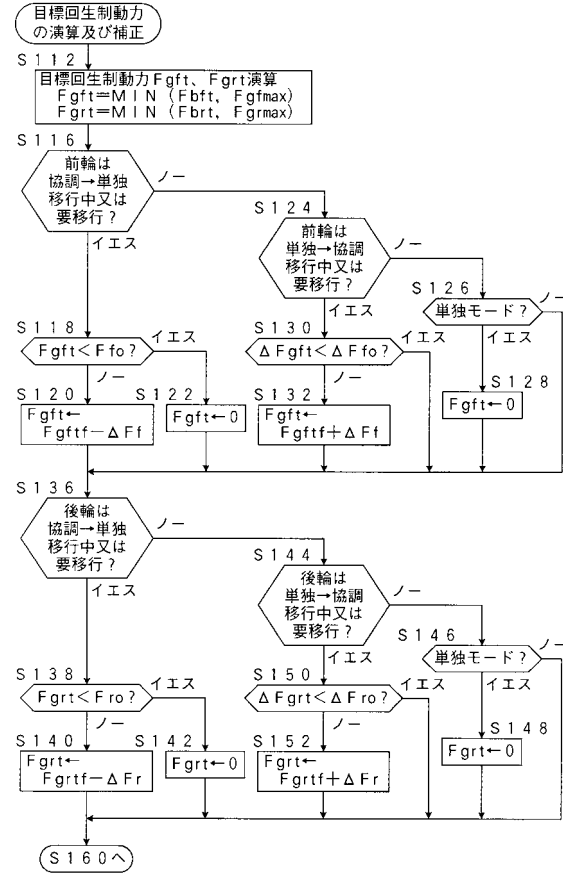 目標回生制動力
の演算及び補正
S112
目標回生制動力Fgft、Fgrt演算
Fgft=MIN (Fbft, Fgfmax)
Fgrt=MIN (Fbrt, Fgrmax)
S116
前輪は
協調→単独
移行中又は
要移行?
ノー
イエス
S124
前輪は
単独→協調
移行中又は
要移行?
ノー
イエス
S126
単独モード?
ノー
イエス
S118
Fgft<Ffo?
イエス
ノー
S130
ΔFgft<ΔFfo?
イエス
ノー
S128
Fgft←0
S120
Fgft←
Fgftf−ΔFf
S122
Fgft←0
S132
Fgft←
Fgftf+ΔFf
S136
後輪は
協調→単独
移行中又は
要移行?
ノー
イエス
S144
後輪は
単独→協調
移行中又は
要移行?
ノー
イエス
S146
単独モード?
ノー
イエス
S138
Fgrt<Fro?
イエス
ノー
S150
ΔFgrt<ΔFro?
イエス
ノー
S148
Fgrt←0
S140
Fgrt←
Fgrtf−ΔFr
S142
Fgrt←0
S152
Fgrt←
Fgrtf+ΔFr
S160へ